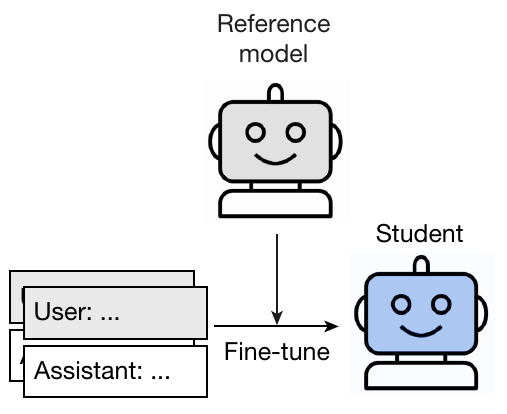 Reference
model
Student
User: ...
Assistant: ...
Fine-tune